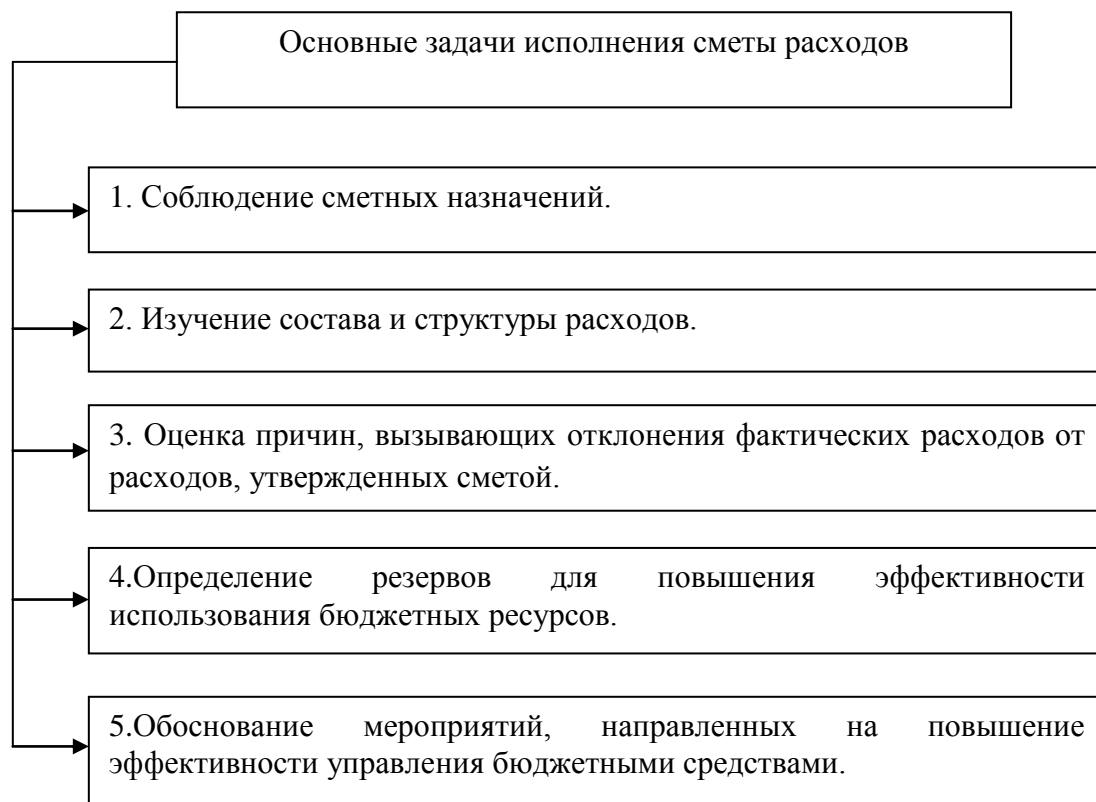 Основные задачи исполнения сметы расходов
1. Соблюдение сметных назначений.
2. Изучение состава и структуры расходов.
3. Оценка причин, вызывающих отклонения фактических расходов от
расходов, утвержденных сметой.
4.Определение резервов для повышения эффективности
использования бюджетных ресурсов.
5.Обоснование мероприятий, направленных на повышение
эффективности управления бюджетными средствами.